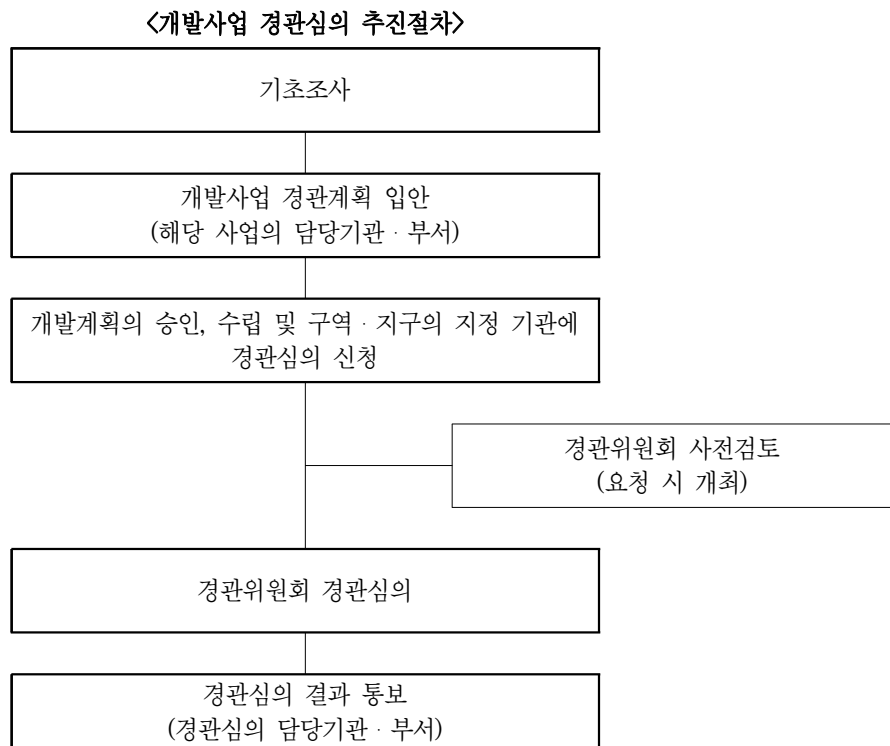 <개발사업 경관심의 추진절차>
기초조사
개발사업 경관계획 입안
(해당 사업의 담당기관·부서)
개발계획의 승인, 수립 및 구역·지구의 지정 기관에
경관심의 신청
경관위원회 사전검토
(요청 시 개최)
경관위원회 경관심의
경관심의 결과 통보
(경관심의 담당기관·부서)